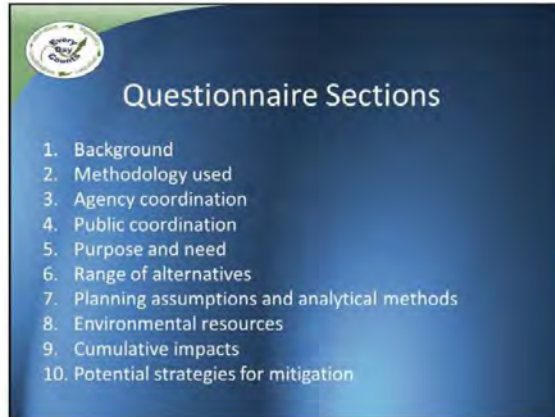 Every
Day
Counts
Questionnaire Sections
1. Background
2. Methodology used
3. Agency coordination
4. Public coordination
5. Purpose and need
6. Range of alternatives
7. Planning assumptions and analytical methods
8. Environmental resources
9. Cumulative impacts
10. Potential strategies for mitigation